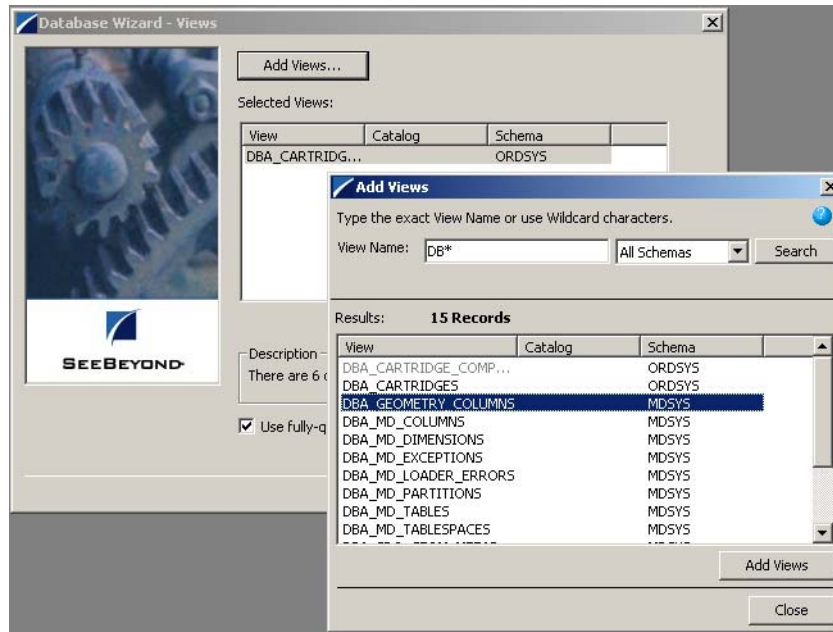 Database Wizard - Views
Add Views...
Selected Views:
View Catalog Schema
DBA_CARTRIDG... ORDSYS
SEEBEYOND
Description
There are 6
Use fully-q
Add Views
Type the exact View Name or use Wildcard characters.
View Name: DB* All Schemas Search
Results: 15 Records
View Catalog Schema
DBA_CARTRIDGE_COMP... ORDSYS
DBA_CARTRIDGES ORDSYS
DBA_GEOMETRY_COLUMNS MDSYS
DBA_MD_COLUMNS MDSYS
DBA_MD_DIMENSIONS MDSYS
DBA_MD_EXCEPTIONS MDSYS
DBA_MD_LOADER_ERRORS MDSYS
DBA_MD_PARTITIONS MDSYS
DBA_MD_TABLES MDSYS
DBA_MD_TABLESPACES MDSYS
Add Views
Close